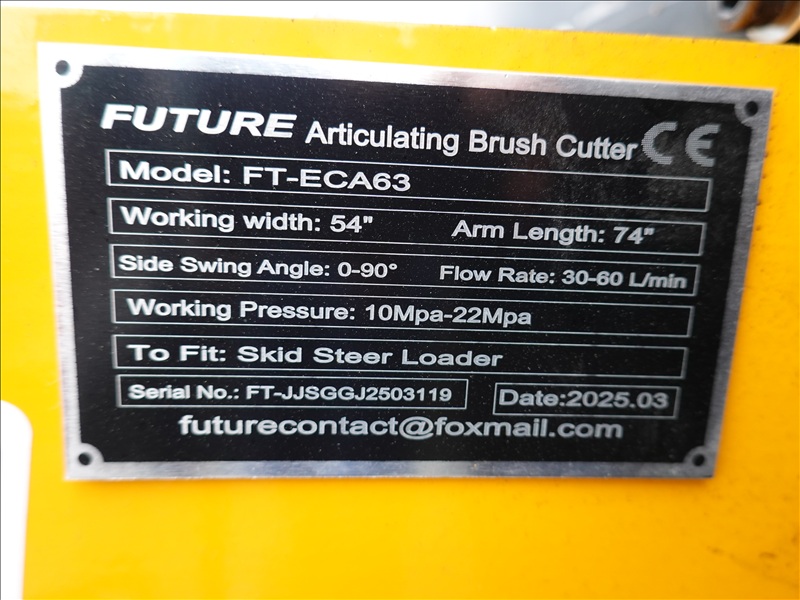 FUTURE Articulating Brush Cutter CE
Model: FT-ECA63
Working width: 54" Arm Length: 74"
Side Swing Angle: 0-90° Flow Rate: 30-60 L/min
Working Pressure: 10Mpa-22Mpa
To Fit: Skid Steer Loader
Serial No.: FT-JJSGGJ2503119 Date:2025.03
futurecontact@foxmail.com